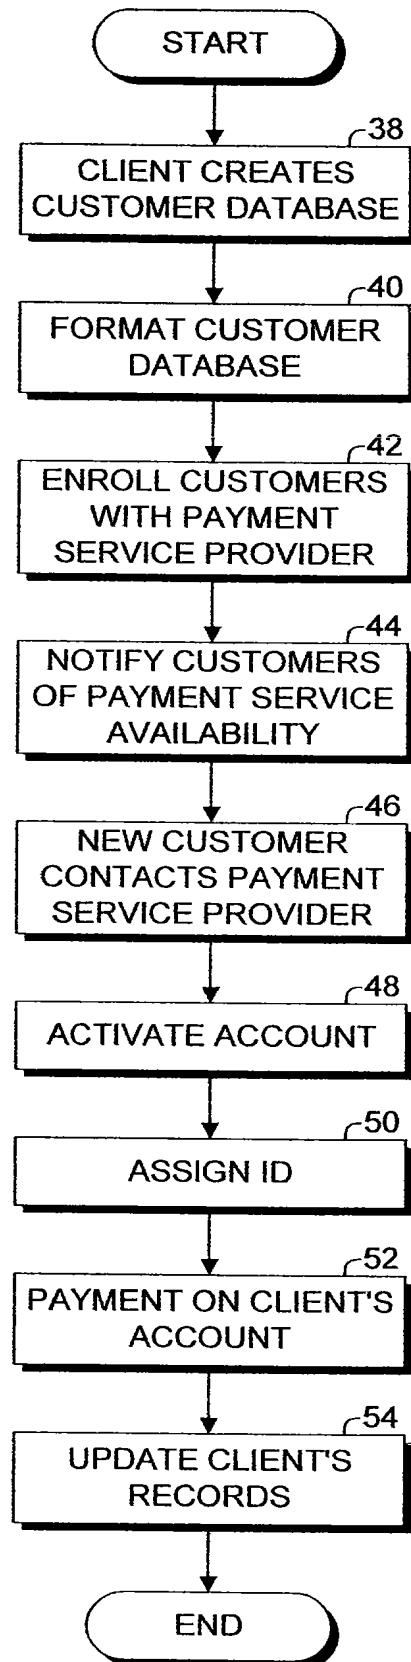 START
38
CLIENT CREATES
CUSTOMER DATABASE
40
FORMAT CUSTOMER
DATABASE
42
ENROLL CUSTOMERS
WITH PAYMENT
SERVICE PROVIDER
44
NOTIFY CUSTOMERS
OF PAYMENT SERVICE
AVAILABILITY
46
NEW CUSTOMER
CONTACTS PAYMENT
SERVICE PROVIDER
48
ACTIVATE ACCOUNT
50
ASSIGN ID
52
PAYMENT ON CLIENT'S
ACCOUNT
54
UPDATE CLIENT'S
RECORDS
END